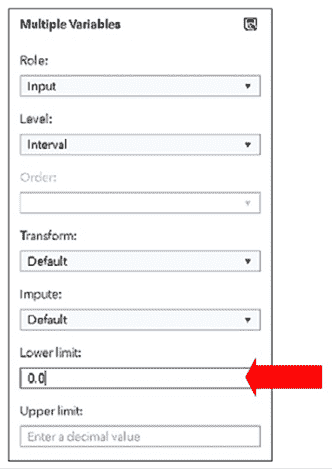 Multiple Variables
Role:
Input
Level:
Interval
Order:
Transform:
Default
Impute:
Default
Lower limit:
0.0
Upper limit:
Enter a decimal value